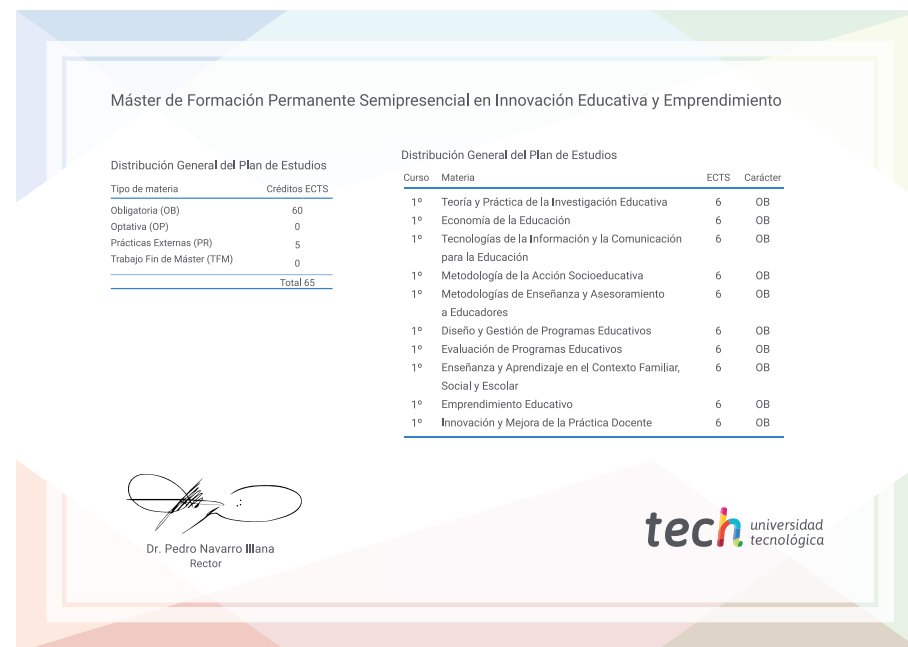 Máster de Formación Permanente Semipresencial en Innovación Educativa y Emprendimiento
Distribución General del Plan de Estudios
Tipo de materia Créditos ECTS
Obligatoria (OB) 60
Optativa (OP) 0
Prácticas Externas (PR) 5
Trabajo Fin de Máster (TFM) 0
Total 65
Distribución General del Plan de Estudios
Curso Materia ECTS Carácter
1º Teoría y Práctica de la Investigación Educativa 6 OB
1º Economía de la Educación 6 OB
1º Tecnologías de la Información y la Comunicación 6 OB
para la Educación
1º Metodología de la Acción Socioeducativa 6 OB
1º Metodologías de Enseñanza y Asesoramiento 6 OB
a Educadores
1º Diseño y Gestión de Programas Educativos 6 OB
1º Evaluación de Programas Educativos 6 OB
1º Enseñanza y Aprendizaje en el Contexto Familiar, 6 OB
Social y Escolar
1º Emprendimiento Educativo 6 OB
1º Innovación y Mejora de la Práctica Docente 6 OB
Dr. Pedro Navarro Illana
Rector
tech universidad
tecnológica